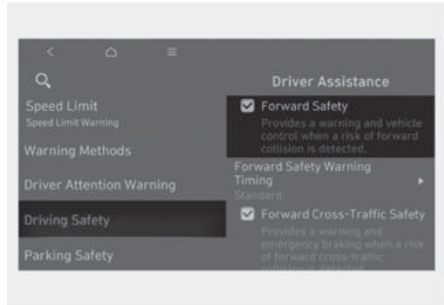 Speed Limit
Speed Limit Warning
Warning Methods
Driver Attention Warning
Driving Safety
Parking Safety
Driver Assistance
Forward Safety
Provides a warning and vehicle
control when a risk of forward
collision is detected.
Forward Safety Warning
Timing
Standard
Forward Cross-Traffic Safety
Provides a warning and
emergency braking when a risk
of forward cross-traffic
collision is detected.